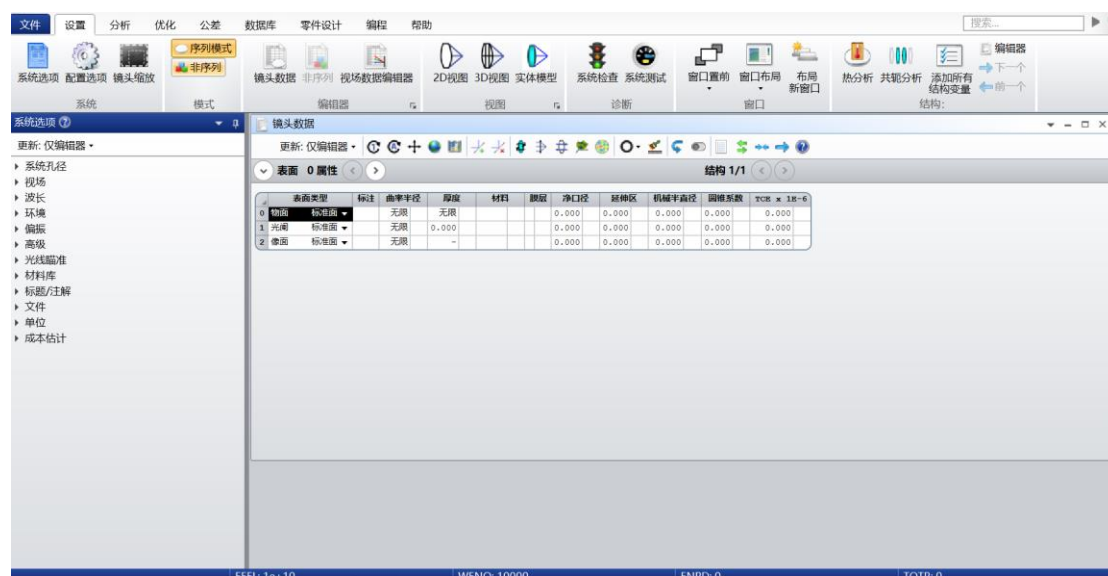 文件 设置 分析 优化 公差 数据库 零件设计 编程 帮助 搜索...
系统选项 配置选项 镜头缩放 序列模式 非序列 镜头数据 非序列 视场数据编辑器 2D视图 3D视图 实体模型 系统检查 系统测试 窗口置前 窗口布局 布局 新窗口 热分析 共轭分析 添加所有 结构变量 编辑器 下一个 前一个
系统 模式 编辑器 视图 诊断 窗口 结构:
系统选项 镜头数据
更新: 仅编辑器 更新: 仅编辑器
表面 0 属性 结构 1/1
系统孔径
视场
波长
环境
偏振
高级
光线瞄准
材料库
标题/注解
文件
单位
成本估计
表面类型 标注 曲率半径 厚度 材料 膜层 净口径 延伸区 机械半直径 圆锥系数 TCE x 1E-6
0 物面 标准面 无限 无限 0.000 0.000 0.000 0.000 0.000
1 光阑 标准面 无限 0.000 0.000 0.000 0.000 0.000 0.000
2 像面 标准面 无限 - 0.000 0.000 0.000 0.000 0.000
EFFL: 1e+10 WFNO: 10000 ENPD: 0 TOTR: 0